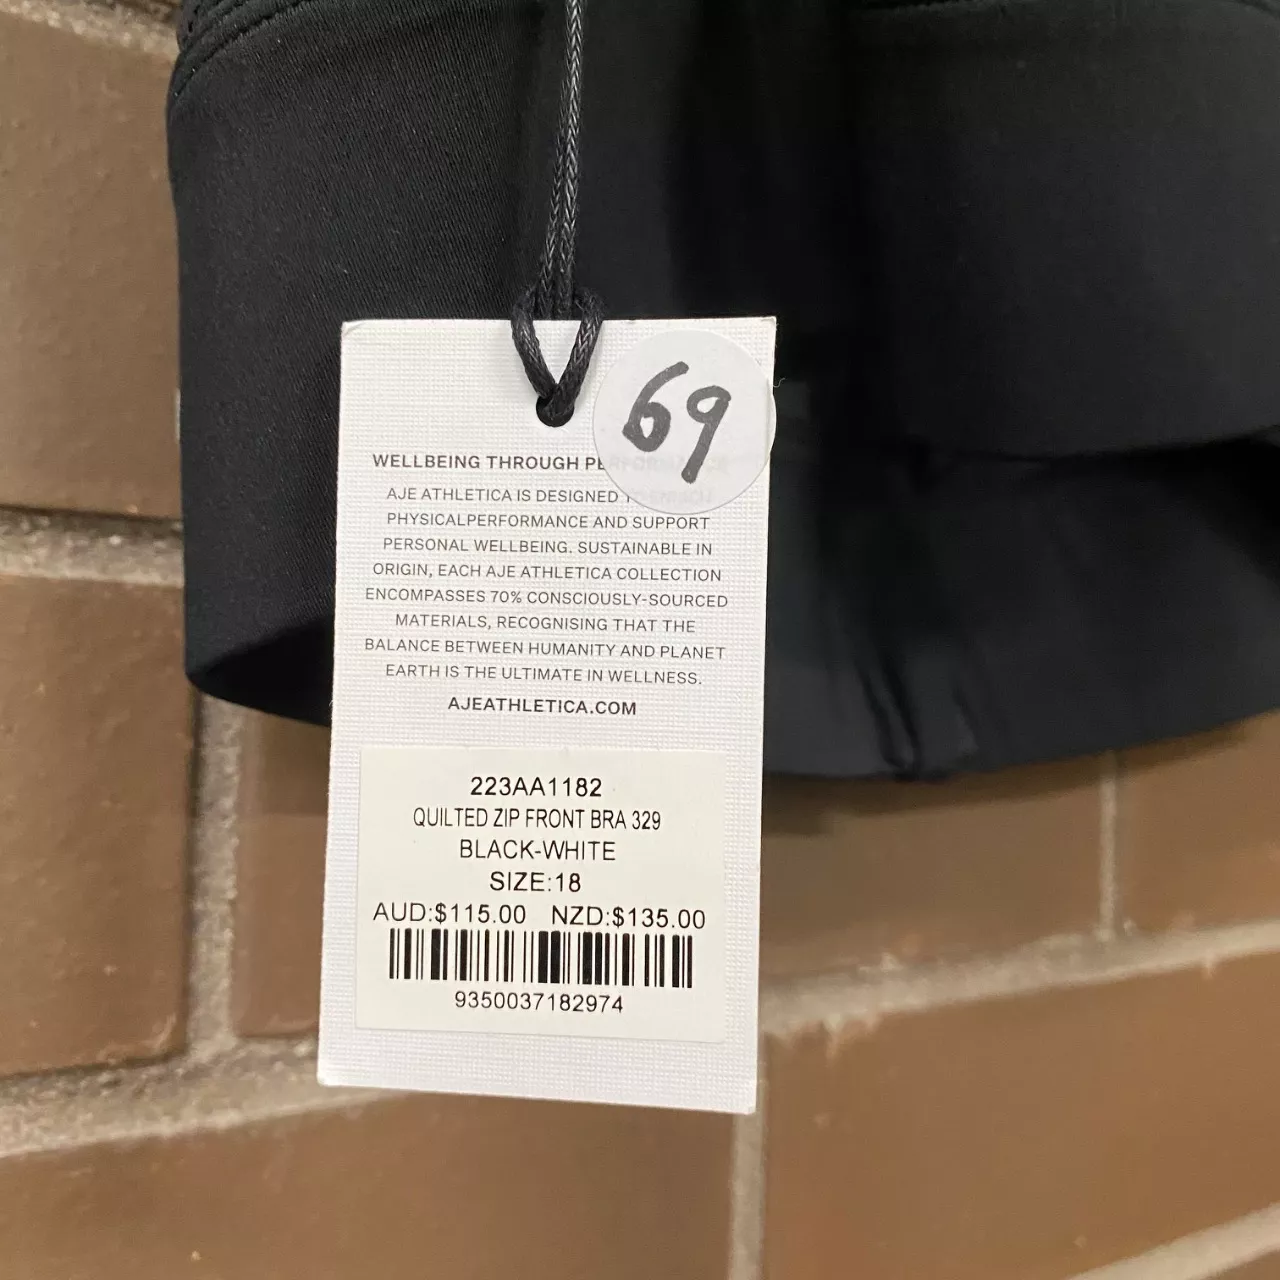 69
WELLBEING THROUGH PERFORMANCE
AJE ATHLETICA IS DESIGNED TO ENRICH
PHYSICALPERFORMANCE AND SUPPORT
PERSONAL WELLBEING. SUSTAINABLE IN
ORIGIN, EACH AJE ATHLETICA COLLECTION
ENCOMPASSES 70% CONSCIOUSLY-SOURCED
MATERIALS, RECOGNISING THAT THE
BALANCE BETWEEN HUMANITY AND PLANET
EARTH IS THE ULTIMATE IN WELLNESS.
AJEATHLETICA.COM
223AA1182
QUILTED ZIP FRONT BRA 329
BLACK-WHITE
SIZE:18
AUD:$115.00 NZD:$135.00
9350037182974